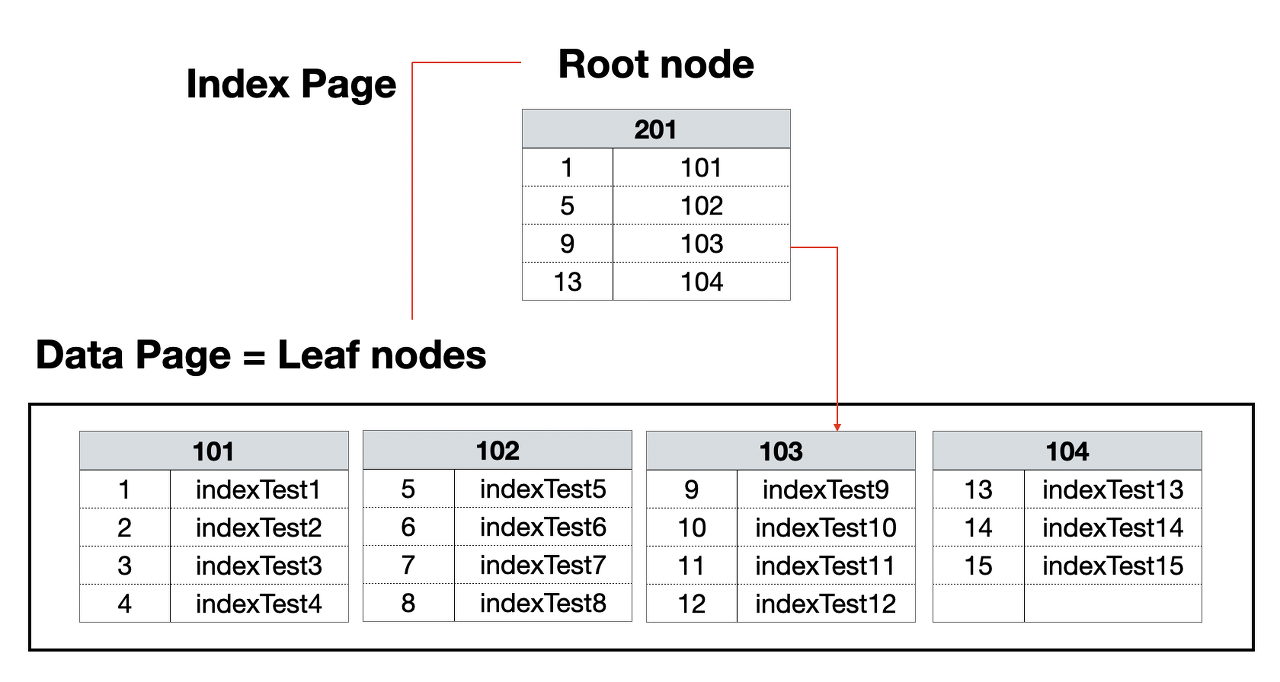 Root node
Index Page
201
1 101
5 102
9 103
13 104
Data Page = Leaf nodes
101
1 indexTest1
2 indexTest2
3 indexTest3
4 indexTest4
102
5 indexTest5
6 indexTest6
7 indexTest7
8 indexTest8
103
9 indexTest9
10 indexTest10
11 indexTest11
12 indexTest12
104
13 indexTest13
14 indexTest14
15 indexTest15